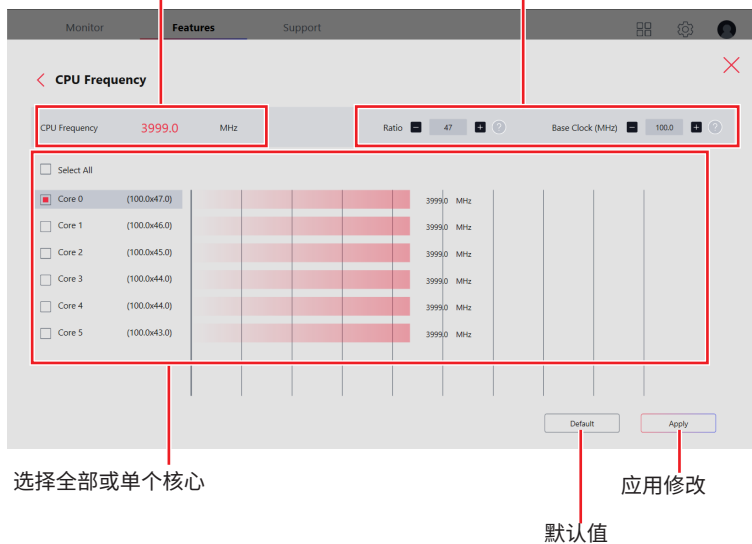 Monitor Features Support
CPU Frequency
CPU Frequency 3999.0 MHz Ratio 47 ? Base Clock (MHz) 100.0 ?
Select All
Core 0 (100.0x47.0) 3999.0 MHz
Core 1 (100.0x46.0) 3999.0 MHz
Core 2 (100.0x45.0) 3999.0 MHz
Core 3 (100.0x44.0) 3999.0 MHz
Core 4 (100.0x44.0) 3999.0 MHz
Core 5 (100.0x43.0) 3999.0 MHz
Default Apply
选择全部或单个核心
应用修改
默认值